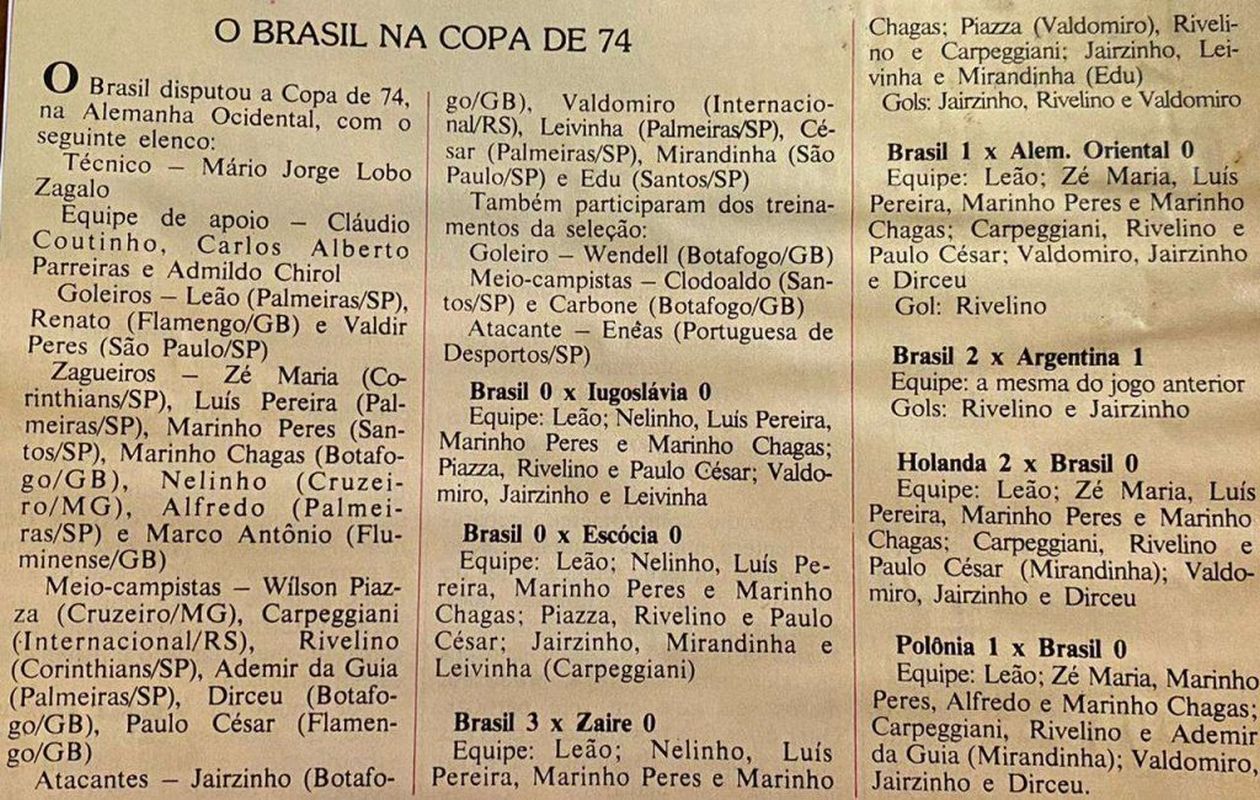 O BRASIL NA COPA DE 74
O Brasil disputou a Copa de 74,
na Alemanha Ocidental, com o
seguinte elenco:
Técnico — Mário Jorge Lobo
Zagalo
Equipe de apoio — Cláudio
Coutinho, Carlos Alberto
Parreiras e Admildo Chirol
Goleiros — Leão (Palmeiras/SP),
Renato (Flamengo/GB) e Valdir
Peres (São Paulo/SP)
Zagueiros — Zé Maria (Co-
rinthians/SP), Luís Pereira (Pal-
meiras/SP), Marinho Peres (San-
tos/SP), Marinho Chagas (Botafo-
go/GB), Nelinho (Cruzei-
ro/MG), Alfredo (Palmei-
ras/SP) e Marco Antônio (Flu-
minense/GB)
Meio-campistas — Wílson Piaz-
za (Cruzeiro/MG), Carpeggiani
(Internacional/RS), Rivelino
(Corinthians/SP), Ademir da Guia
(Palmeiras/SP), Dirceu (Botafo-
go/GB), Paulo César (Flamen-
go/GB)
Atacantes — Jairzinho (Botafo-
go/GB), Valdomiro (Internacio-
nal/RS), Leivinha (Palmeiras/SP), Cé-
sar (Palmeiras/SP), Mirandinha (São
Paulo/SP) e Edu (Santos/SP)
Também participaram dos treina-
mentos da seleção:
Goleiro — Wendell (Botafogo/GB)
Meio-campistas — Clodoaldo (San-
tos/SP) e Carbone (Botafogo/GB)
Atacante — Enêas (Portuguesa de
Desportos/SP)
Brasil 0 x Iugoslávia 0
Equipe: Leão; Nelinho, Luís Pereira,
Marinho Peres e Marinho Chagas;
Piazza, Rivelino e Paulo César; Valdo-
miro, Jairzinho e Leivinha
Brasil 0 x Escócia 0
Equipe: Leão; Nelinho, Luís Pe-
reira, Marinho Peres e Marinho
Chagas; Piazza, Rivelino e Paulo
César; Jairzinho, Mirandinha e
Leivinha (Carpeggiani)
Brasil 3 x Zaire 0
Equipe: Leão; Nelinho, Luís
Pereira, Marinho Peres e Marinho
Chagas; Piazza (Valdomiro), Riveli-
no e Carpeggiani; Jairzinho, Lei-
vinha e Mirandinha (Edu)
Gols: Jairzinho, Rivelino e Valdomiro
Brasil 1 x Alem. Oriental 0
Equipe: Leão; Zé Maria, Luís
Pereira, Marinho Peres e Marinho
Chagas; Carpeggiani, Rivelino e
Paulo César; Valdomiro, Jairzinho
e Dirceu
Gol: Rivelino
Brasil 2 x Argentina 1
Equipe: a mesma do jogo anterior
Gols: Rivelino e Jairzinho
Holanda 2 x Brasil 0
Equipe: Leão; Zé Maria, Luís
Pereira, Marinho Peres e Marinho
Chagas; Carpeggiani, Rivelino e
Paulo César (Mirandinha); Valdo-
miro, Jairzinho e Dirceu
Polônia 1 x Brasil 0
Equipe: Leão; Zé Maria, Marinho
Peres, Alfredo e Marinho Chagas;
Carpeggiani, Rivelino e Ademir
da Guia (Mirandinha); Valdomiro,
Jairzinho e Dirceu.